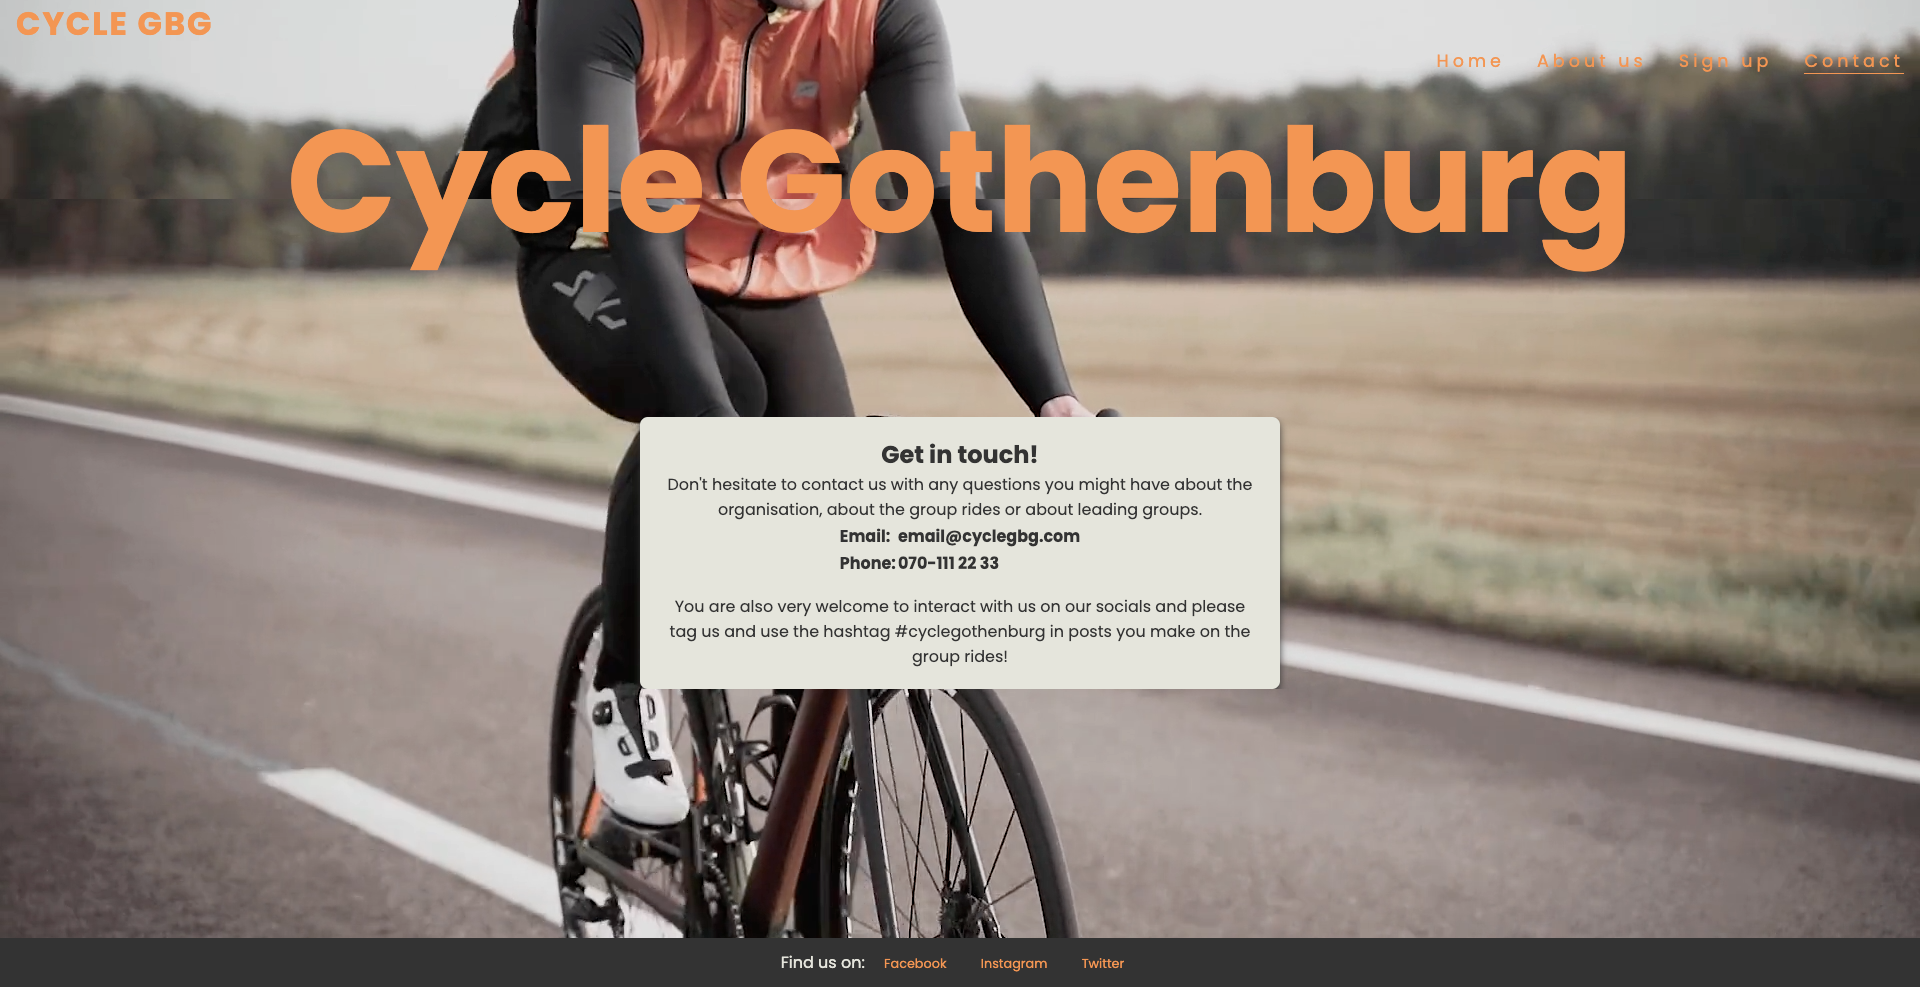 CYCLE GBG
Home About us Sign up Contact
Cycle Gothenburg
Get in touch!
Don't hesitate to contact us with any questions you might have about the
organisation, about the group rides or about leading groups.
Email: email@cyclegbg.com
Phone: 070-111 22 33
You are also very welcome to interact with us on our socials and please
tag us and use the hashtag #cyclegothenburg in posts you make on the
group rides!
Find us on: Facebook Instagram Twitter